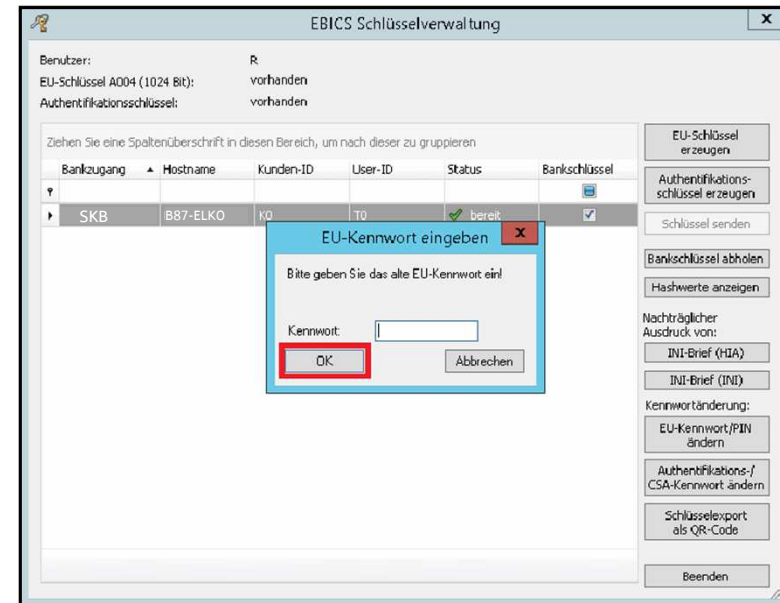 EBICS Schlüsselverwaltung
x
Benutzer: R
EU-Schlüssel A004 (1024 Bit): vorhanden
Authentifikationsschlüssel: vorhanden
Ziehen Sie eine Spaltenüberschrift in diesen Bereich, um nach dieser zu gruppieren
Bankzugang Hostname Kunden-ID User-ID Status Bankschlüssel
SKB B87-ELKO K0 T0 bereit
EU-Kennwort eingeben x
Bitte geben Sie das alte EU-Kennwort ein!
Kennwort:
OK Abbrechen
EU-Schlüssel
erzeugen
Authentifikations-
schlüssel erzeugen
Schlüssel senden
Bankschlüssel abholen
Hashwerte anzeigen
Nachträglicher
Ausdruck von:
INI-Brief (HIA)
INI-Brief (INI)
Kennwortänderung:
EU-Kennwort/PIN
ändern
Authentifikations-/
CSA-Kennwort ändern
Schlüsselexport
als QR-Code
Beenden